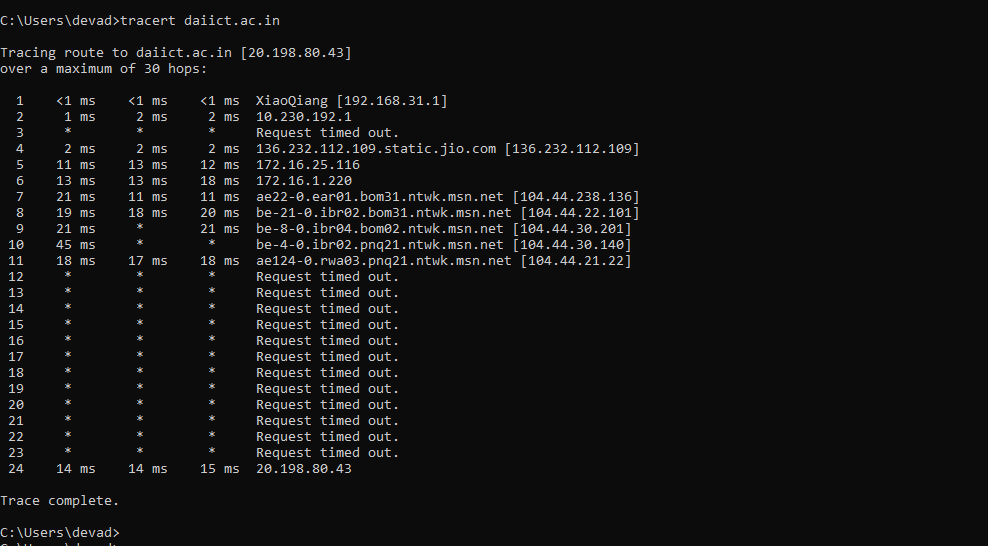 C:\Users\devad>tracert daiict.ac.in
Tracing route to daiict.ac.in [20.198.80.43]
over a maximum of 30 hops:
1 <1 ms <1 ms <1 ms XiaoQiang [192.168.31.1]
2 1 ms 2 ms 2 ms 10.230.192.1
3 * * * Request timed out.
4 2 ms 2 ms 2 ms 136.232.112.109.static.jio.com [136.232.112.109]
5 11 ms 13 ms 12 ms 172.16.25.116
6 13 ms 13 ms 18 ms 172.16.1.220
7 21 ms 11 ms 11 ms ae22-0.ear01.bom31.ntwk.msn.net [104.44.238.136]
8 19 ms 18 ms 20 ms be-21-0.ibr02.bom31.ntwk.msn.net [104.44.22.101]
9 21 ms * 21 ms be-8-0.ibr04.bom02.ntwk.msn.net [104.44.30.201]
10 45 ms * * be-4-0.ibr02.pnq21.ntwk.msn.net [104.44.30.140]
11 18 ms 17 ms 18 ms ae124-0.rwa03.pnq21.ntwk.msn.net [104.44.21.22]
12 * * * Request timed out.
13 * * * Request timed out.
14 * * * Request timed out.
15 * * * Request timed out.
16 * * * Request timed out.
17 * * * Request timed out.
18 * * * Request timed out.
19 * * * Request timed out.
20 * * * Request timed out.
21 * * * Request timed out.
22 * * * Request timed out.
23 * * * Request timed out.
24 14 ms 14 ms 15 ms 20.198.80.43
Trace complete.
C:\Users\devad>